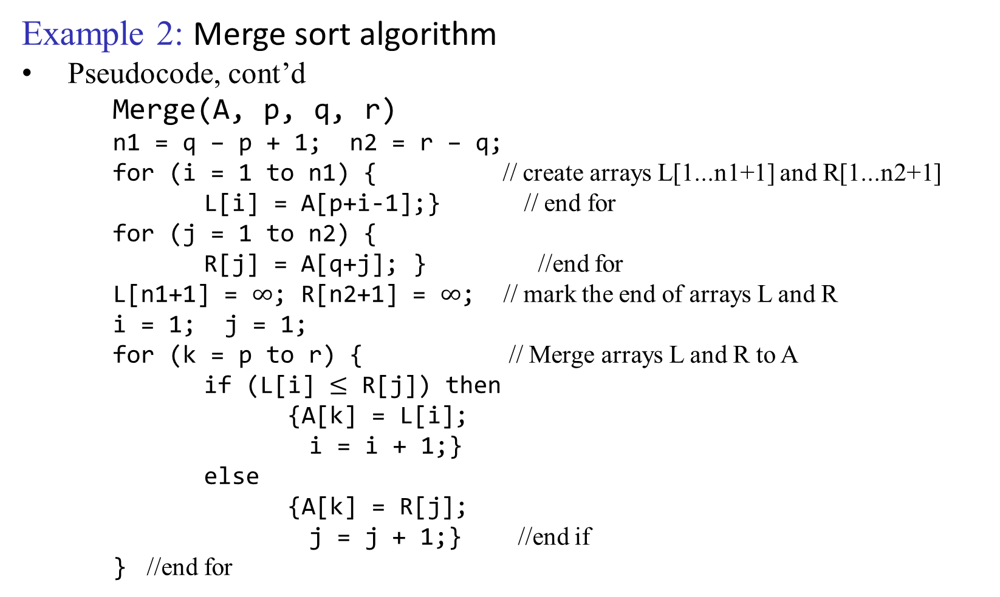 Example 2: Merge sort algorithm
• Pseudocode, cont’d
Merge(A, p, q, r)
n1 = q – p + 1; n2 = r – q;
for (i = 1 to n1) { // create arrays L[1...n1+1] and R[1...n2+1]
L[i] = A[p+i-1];} // end for
for (j = 1 to n2) {
R[j] = A[q+j]; } //end for
L[n1+1] = ∞; R[n2+1] = ∞; // mark the end of arrays L and R
i = 1; j = 1;
for (k = p to r) { // Merge arrays L and R to A
if (L[i] ≤ R[j]) then
{A[k] = L[i];
i = i + 1;}
else
{A[k] = R[j];
j = j + 1;} //end if
} //end for